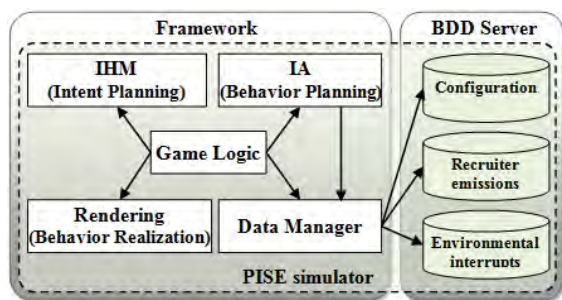 Framework
BDD Server
IHM
(Intent Planning)
IA
(Behavior Planning)
Configuration
Game Logic
Recruiter
emissions
Rendering
(Behavior Realization)
Data Manager
Environmental
interrupts
PISE simulator